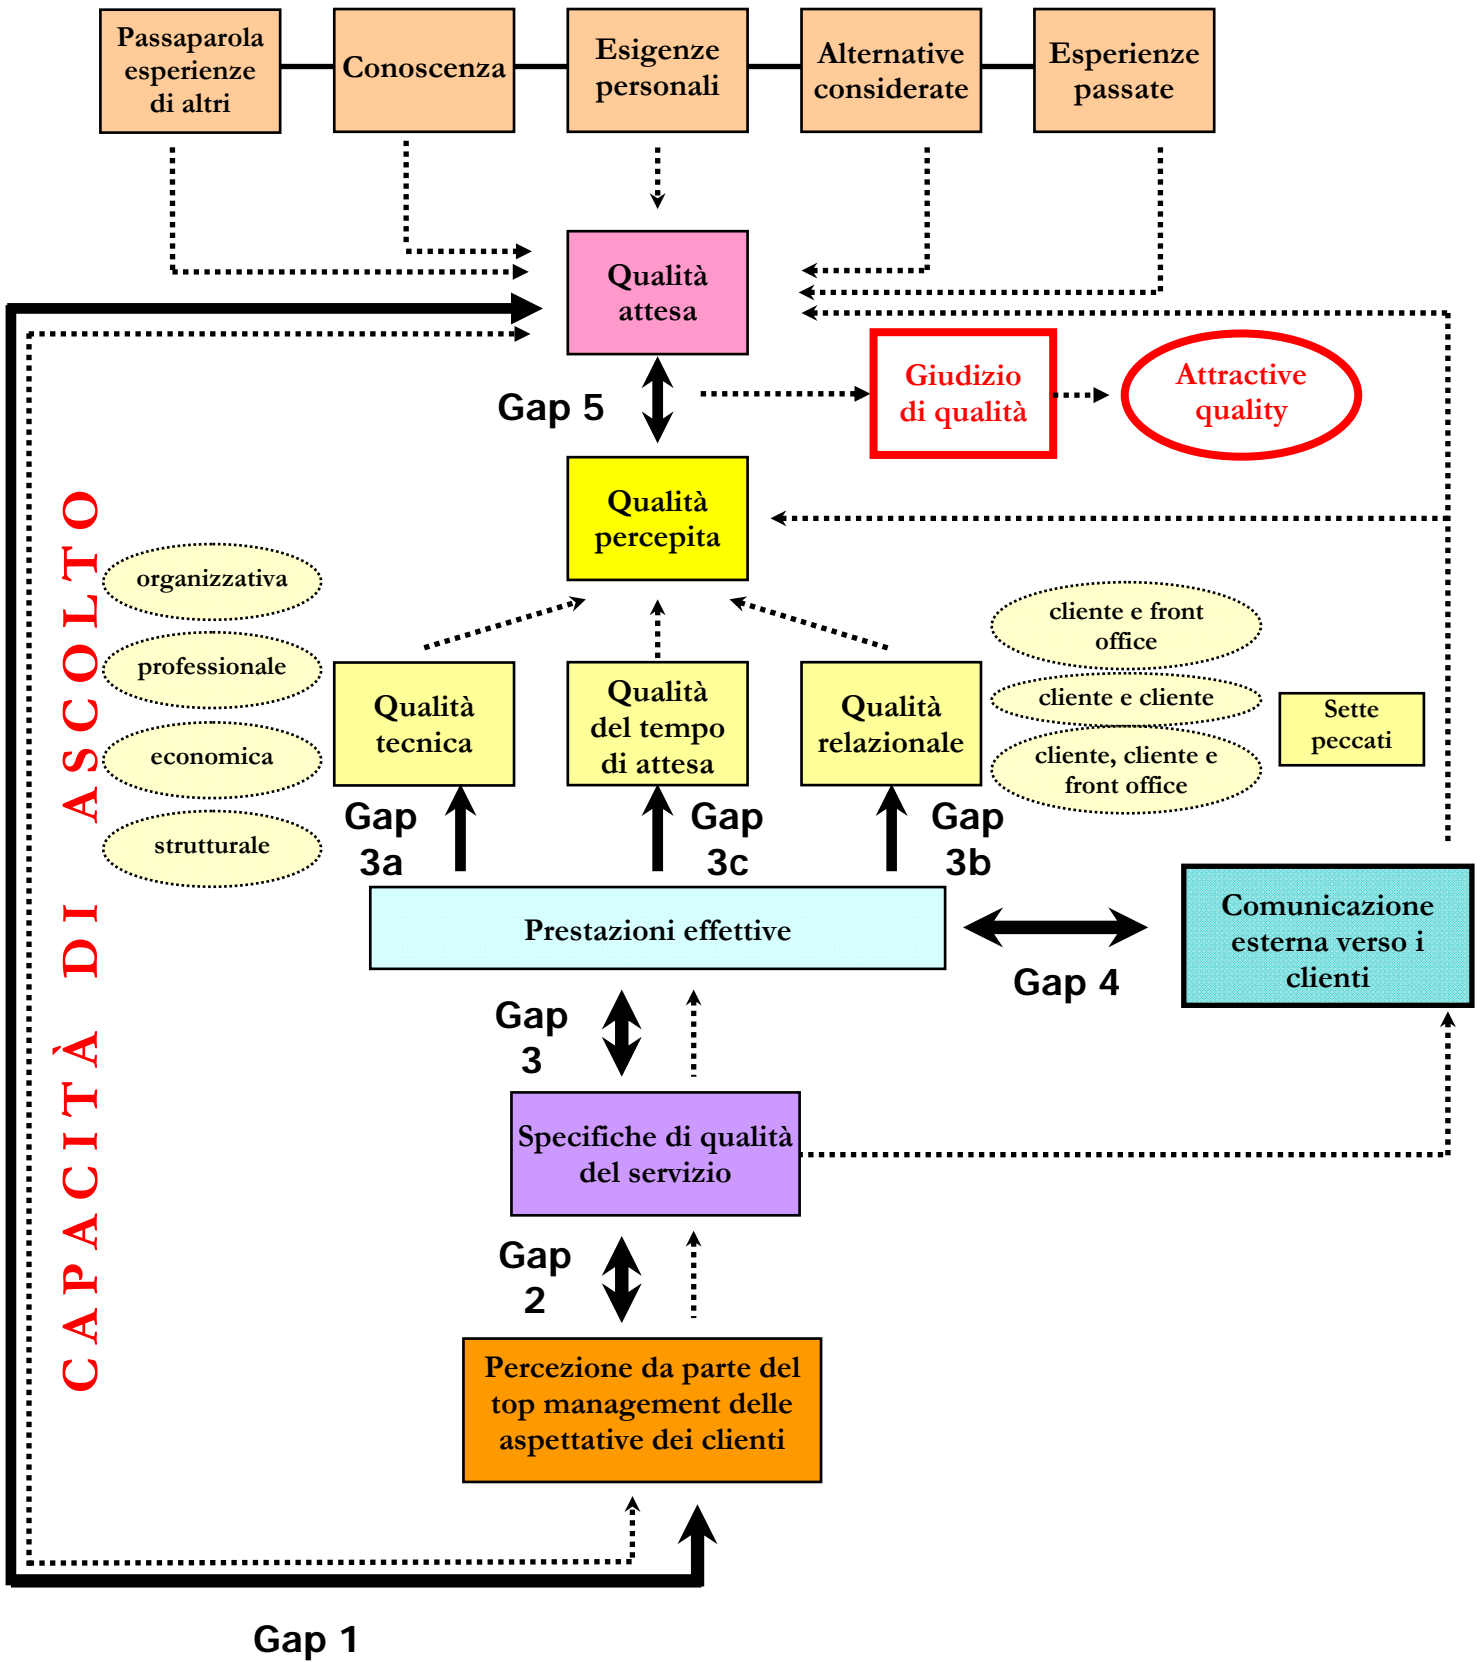 Passaparola
esperienze
di altri
Conoscenza
Esigenze
personali
Alternative
considerate
Esperienze
passate
Qualità
attesa
Gap 5
Giudizio
di qualità
Attractive
quality
Qualità
percepita
CAPACITÀ DI ASCOLTO
organizzativa
professionale
economica
strutturale
Qualità
tecnica
Qualità
del tempo
di attesa
Qualità
relazionale
cliente e front
office
cliente e cliente
cliente, cliente e
front office
Sette
peccati
Gap
3a
Gap
3c
Gap
3b
Prestazioni effettive
Gap 4
Comunicazione
esterna verso i
clienti
Gap
3
Specifiche di qualità
del servizio
Gap
2
Percezione da parte del
top management delle
aspettative dei clienti
Gap 1